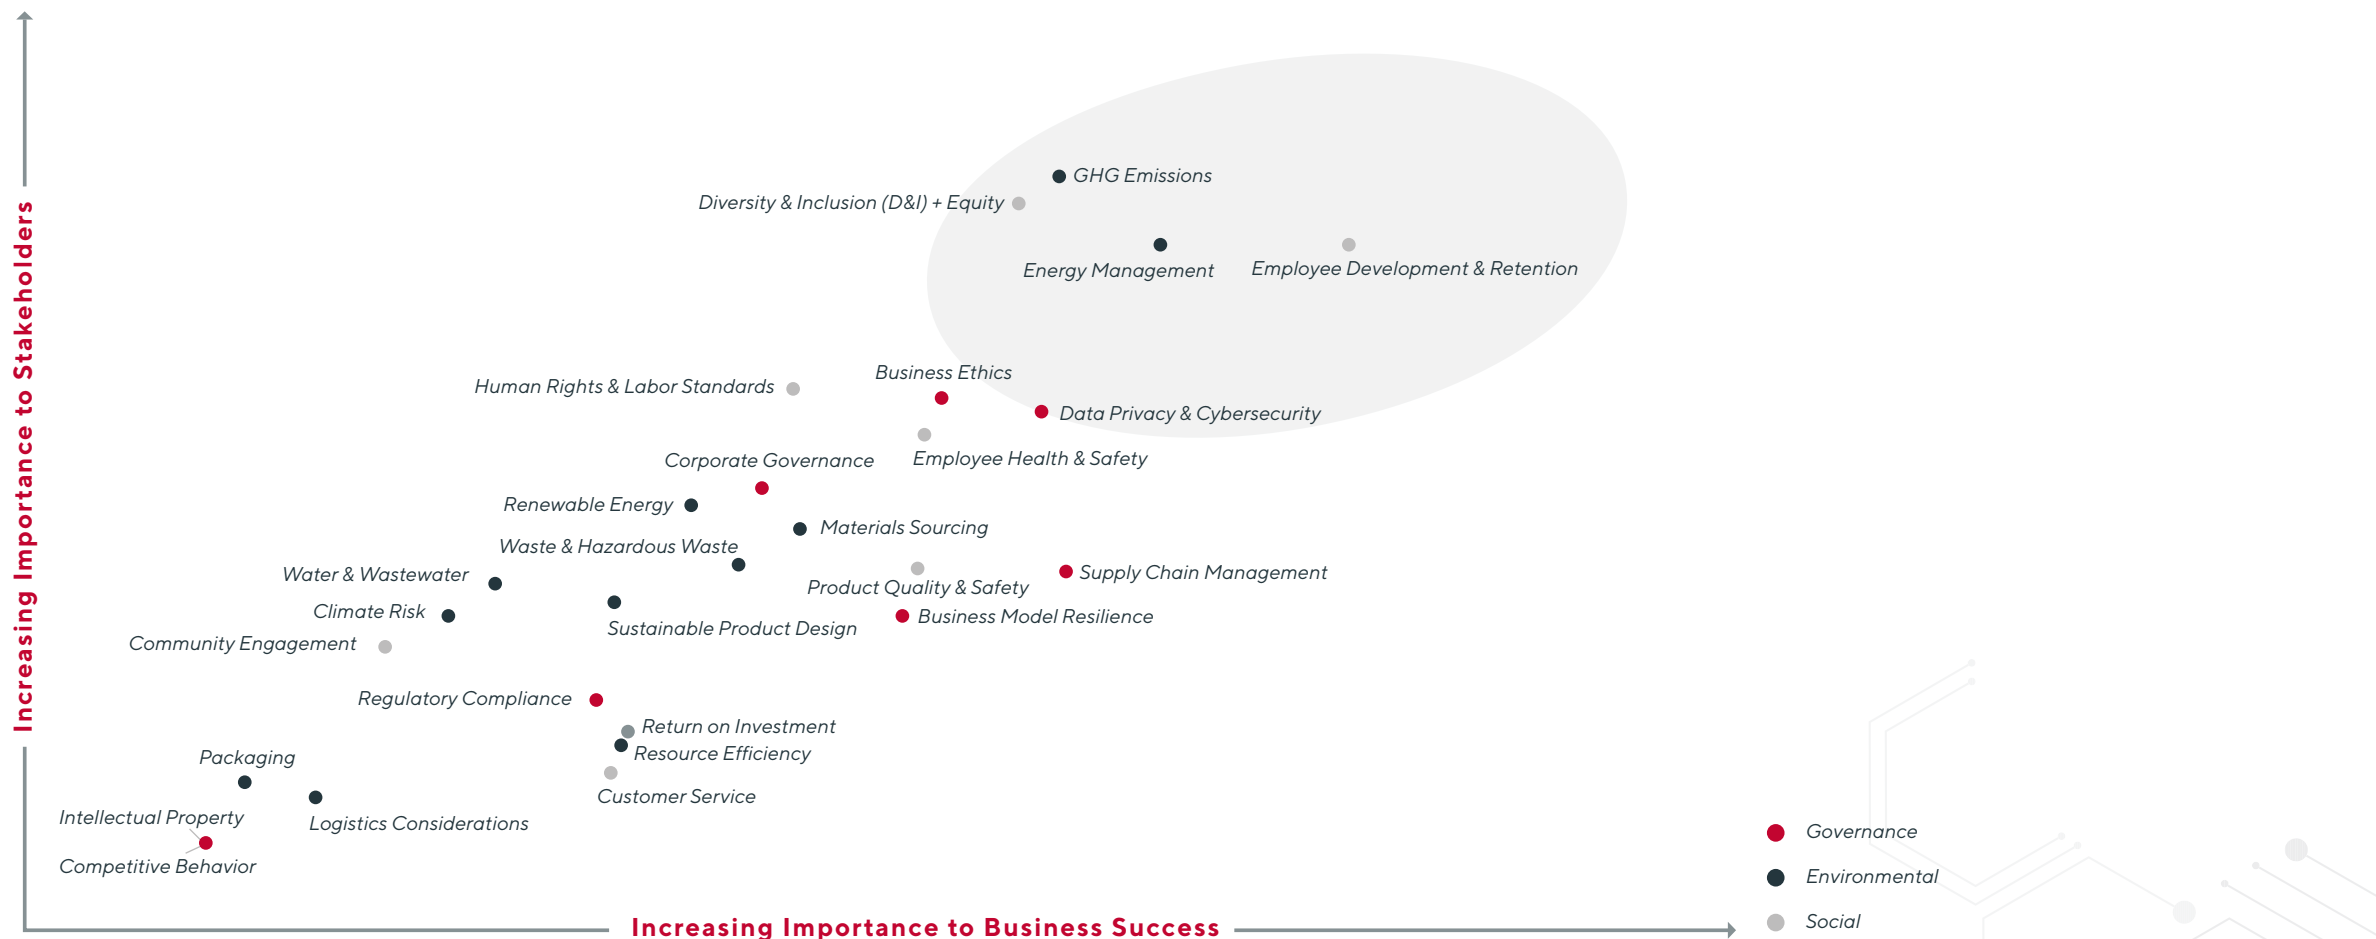 Increasing Importance to Stakeholders
GHG Emissions
Diversity & Inclusion (D&I) + Equity
Energy Management
Employee Development & Retention
Business Ethics
Human Rights & Labor Standards
Data Privacy & Cybersecurity
Employee Health & Safety
Corporate Governance
Renewable Energy
Materials Sourcing
Waste & Hazardous Waste
Water & Wastewater
Supply Chain Management
Product Quality & Safety
Climate Risk
Business Model Resilience
Sustainable Product Design
Community Engagement
Regulatory Compliance
Return on Investment
Resource Efficiency
Packaging
Customer Service
Intellectual Property
Logistics Considerations
Competitive Behavior
Governance
Environmental
Social
Increasing Importance to Business Success